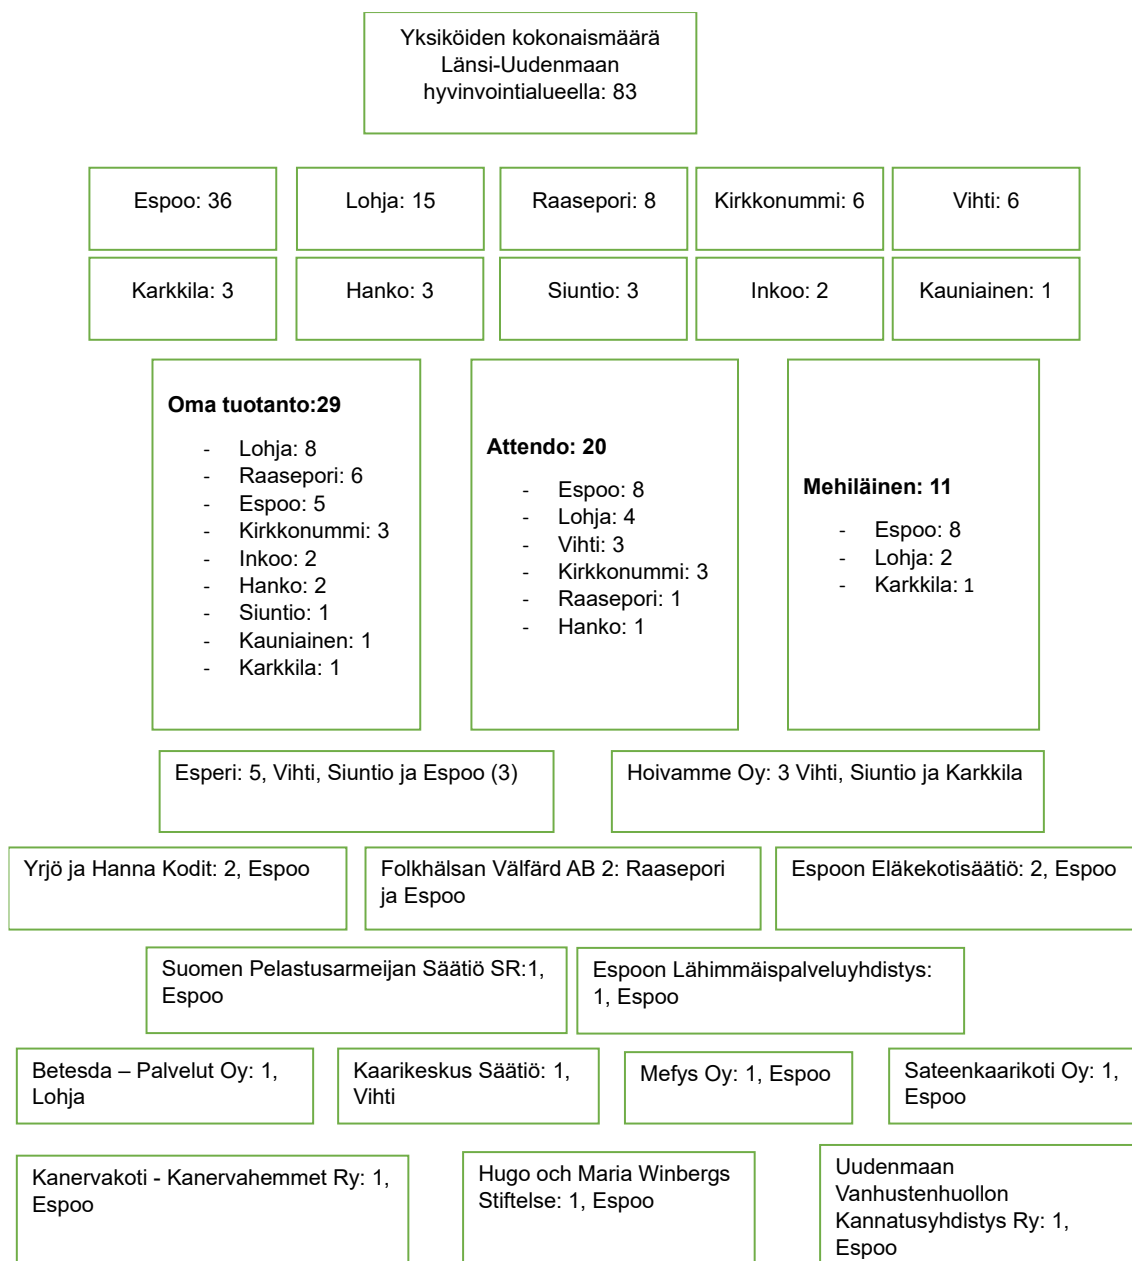 Yksiköiden kokonaismäärä
Länsi-Uudenmaan
hyvinvointialueella: 83
Espoo: 36
Lohja: 15
Raasepori: 8
Kirkkonummi: 6
Vihti: 6
Karkkila: 3
Hanko: 3
Siuntio: 3
Inkoo: 2
Kauniainen: 1
Oma tuotanto:29
- Lohja: 8
- Raasepori: 6
- Espoo: 5
- Kirkkonummi: 3
- Inkoo: 2
- Hanko: 2
- Siuntio: 1
- Kauniainen: 1
- Karkkila: 1
Attendo: 20
- Espoo: 8
- Lohja: 4
- Vihti: 3
- Kirkkonummi: 3
- Raasepori: 1
- Hanko: 1
Mehiläinen: 11
- Espoo: 8
- Lohja: 2
- Karkkila: 1
Esperi: 5, Vihti, Siuntio ja Espoo (3)
Hoivamme Oy: 3 Vihti, Siuntio ja Karkkila
Yrjö ja Hanna Kodit: 2, Espoo
Folkhälsan Välfärd AB 2: Raasepori
ja Espoo
Espoon Eläkekotisäätiö: 2, Espoo
Suomen Pelastusarmeijan Säätiö SR:1,
Espoo
Espoon Lähimmäispalveluyhdistys:
1, Espoo
Betesda – Palvelut Oy: 1,
Lohja
Kaarikeskus Säätiö: 1,
Vihti
Mefys Oy: 1, Espoo
Sateenkaarikoti Oy: 1,
Espoo
Kanervakoti - Kanervahemmet Ry: 1,
Espoo
Hugo och Maria Winbergs
Stiftelse: 1, Espoo
Uudenmaan
Vanhustenhuollon
Kannatusyhdistys Ry: 1,
Espoo